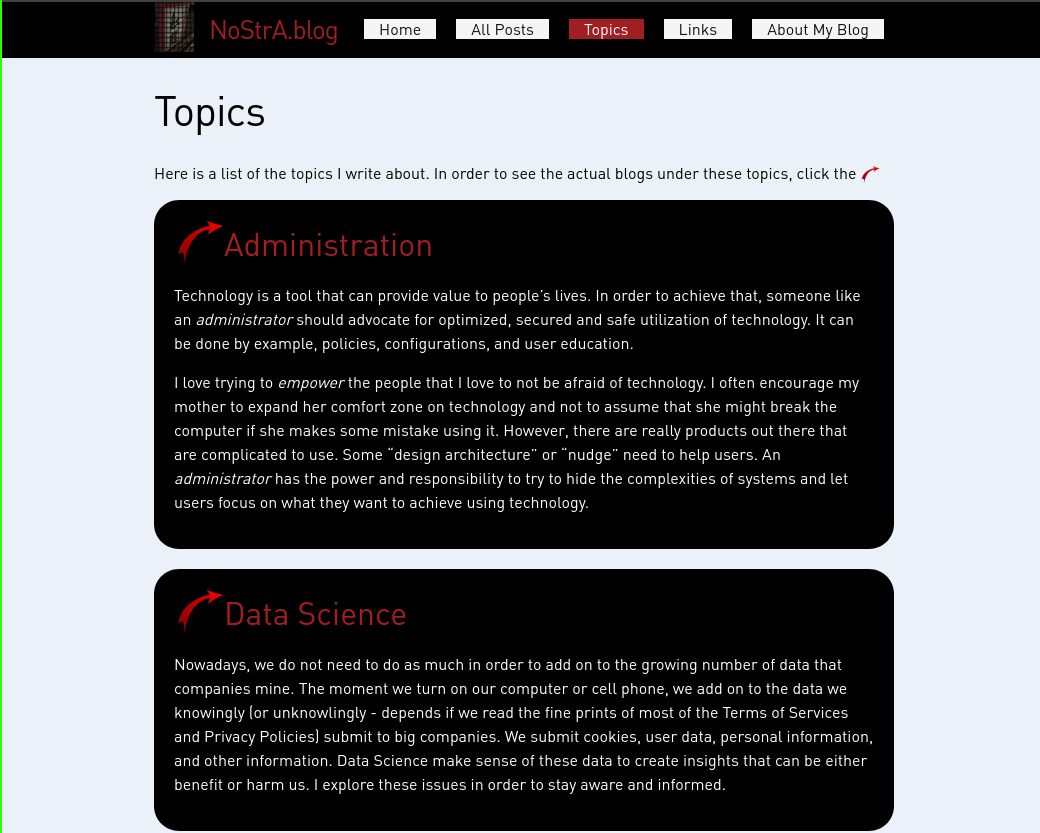 NoStrA.blog Home All Posts Topics Links About My Blog
Topics
Here is a list of the topics I write about. In order to see the actual blogs under these topics, click the
Administration
Technology is a tool that can provide value to people's lives. In order to achieve that, someone like
an administrator should advocate for optimized, secured and safe utilization of technology. It can
be done by example, policies, configurations, and user education.
I love trying to empower the people that I love to not be afraid of technology. I often encourage my
mother to expand her comfort zone on technology and not to assume that she might break the
computer if she makes some mistake using it. However, there are really products out there that
are complicated to use. Some “design architecture” or “nudge” need to help users. An
administrator has the power and responsibility to try to hide the complexities of systems and let
users focus on what they want to achieve using technology.
Data Science
Nowadays, we do not need to do as much in order to add on to the growing number of data that
companies mine. The moment we turn on our computer or cell phone, we add on to the data we
knowingly (or unknowlingly - depends if we read the fine prints of most of the Terms of Services
and Privacy Policies) submit to big companies. We submit cookies, user data, personal information,
and other information. Data Science make sense of these data to create insights that can be either
benefit or harm us. I explore these issues in order to stay aware and informed.